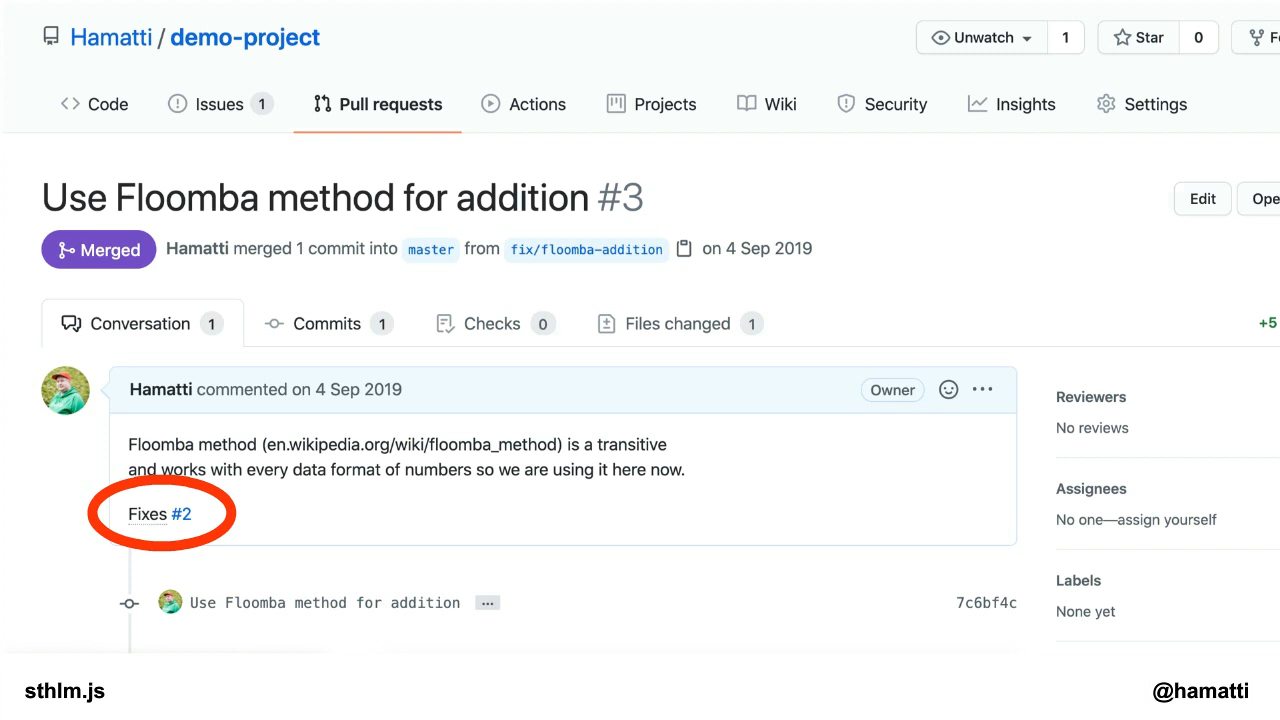 Hamatti / demo-project
Unwatch 1
Star 0
Code
Issues 1
Pull requests
Actions
Projects
Wiki
Security
Insights
Settings
Use Floomba method for addition #3
Edit
Merged
Hamatti merged 1 commit into master from fix/floomba-addition on 4 Sep 2019
Conversation 1
Commits 1
Checks 0
Files changed 1
+5
Hamatti commented on 4 Sep 2019
Owner
Floomba method (en.wikipedia.org/wiki/floomba_method) is a transitive
and works with every data format of numbers so we are using it here now.
Fixes #2
Use Floomba method for addition
7c6bf4c
Reviewers
No reviews
Assignees
No one—assign yourself
Labels
None yet
sthlm.js
@hamatti